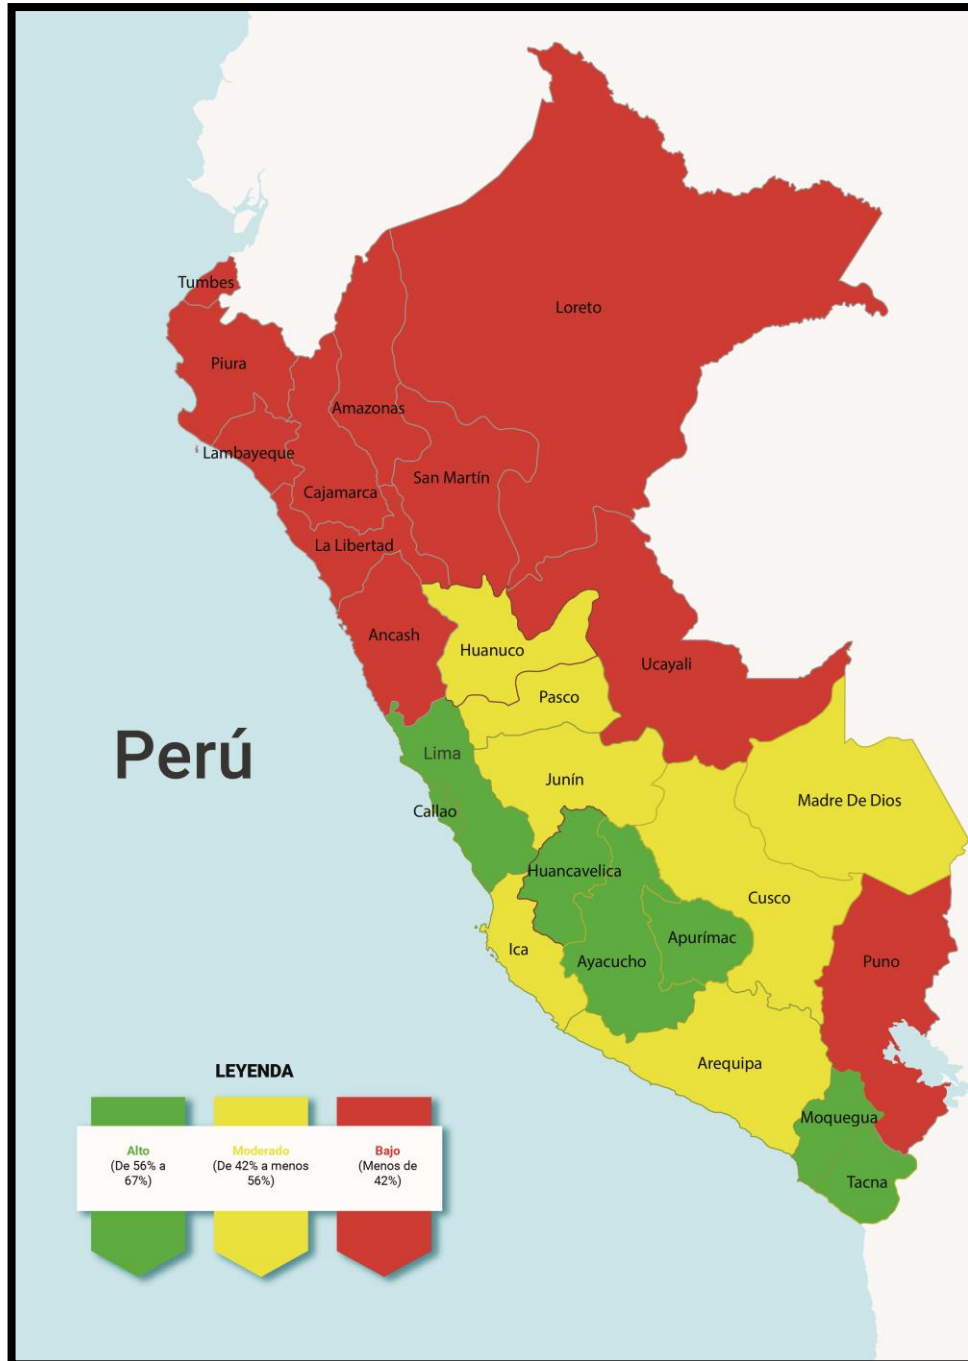 Tumbes
Loreto
Piura
Amazonas
Lambayeque
San Martín
Cajamarca
La Libertad
Ancash
Huanuco
Ucayali
Pasco
Perú
Lima
Junín
Madre De Dios
Callao
Huancavelica
Cusco
Apurímac
Ica
Ayacucho
Puno
Arequipa
LEYENDA
Moquegua
Alto
(De 56% a
67%)
Moderado
(De 42% a menos
56%)
Bajo
(Menos de
42%)
Tacna